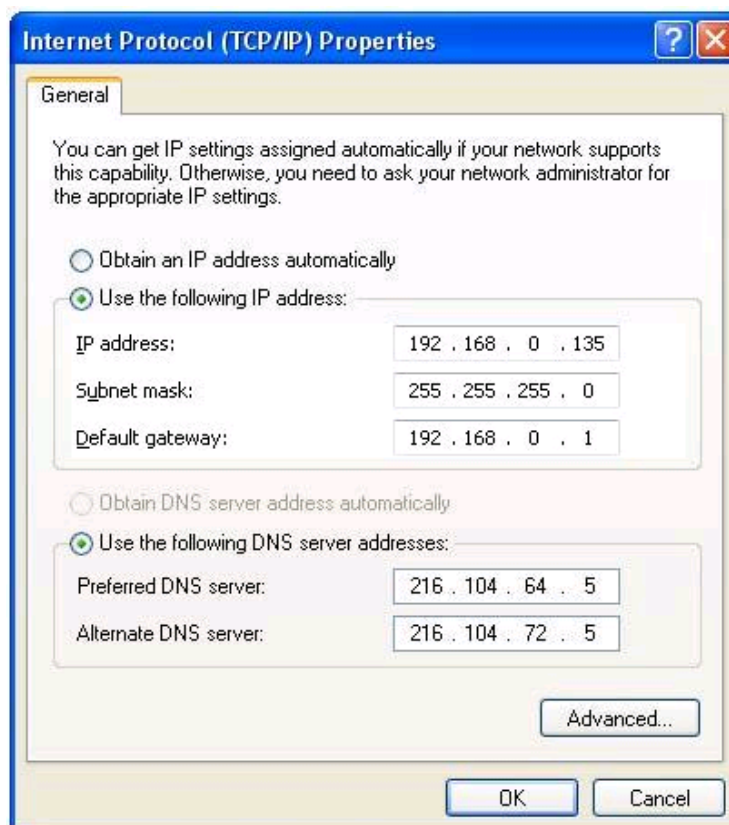 Internet Protocol (TCP/IP) Properties
General
You can get IP settings assigned automatically if your network supports
this capability. Otherwise, you need to ask your network administrator for
the appropriate IP settings.
Obtain an IP address automatically
Use the following IP address:
IP address: 192 . 168 . 0 . 135
Subnet mask: 255 . 255 . 255 . 0
Default gateway: 192 . 168 . 0 . 1
Obtain DNS server address automatically
Use the following DNS server addresses:
Preferred DNS server: 216 . 104 . 64 . 5
Alternate DNS server: 216 . 104 . 72 . 5
Advanced...
OK Cancel